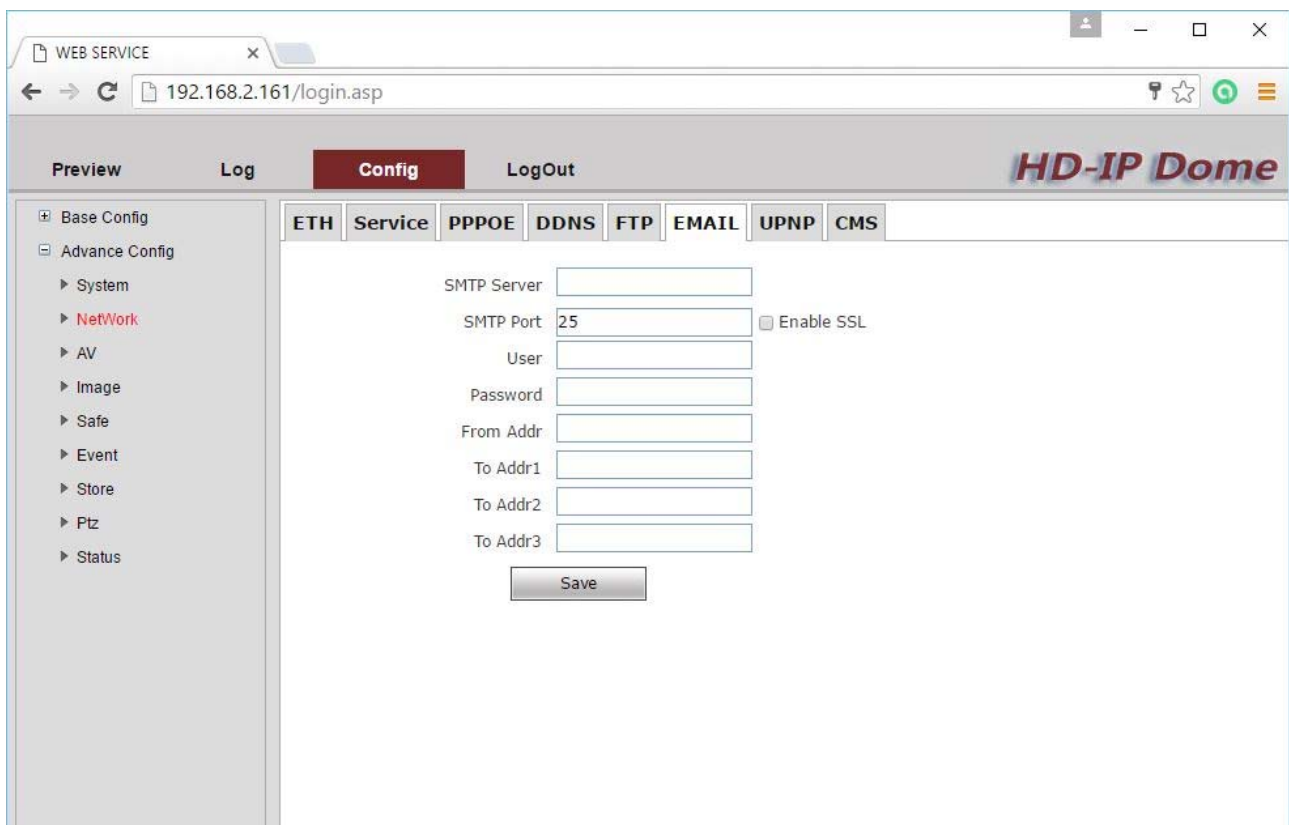 WEB SERVICE
192.168.2.161/login.asp
Preview Log Config LogOut HD-IP Dome
Base Config
Advance Config
System
NetWork
AV
Image
Safe
Event
Store
Ptz
Status
ETH Service PPPOE DDNS FTP EMAIL UPNP CMS
SMTP Server
SMTP Port 25 Enable SSL
User
Password
From Addr
To Addr1
To Addr2
To Addr3
Save